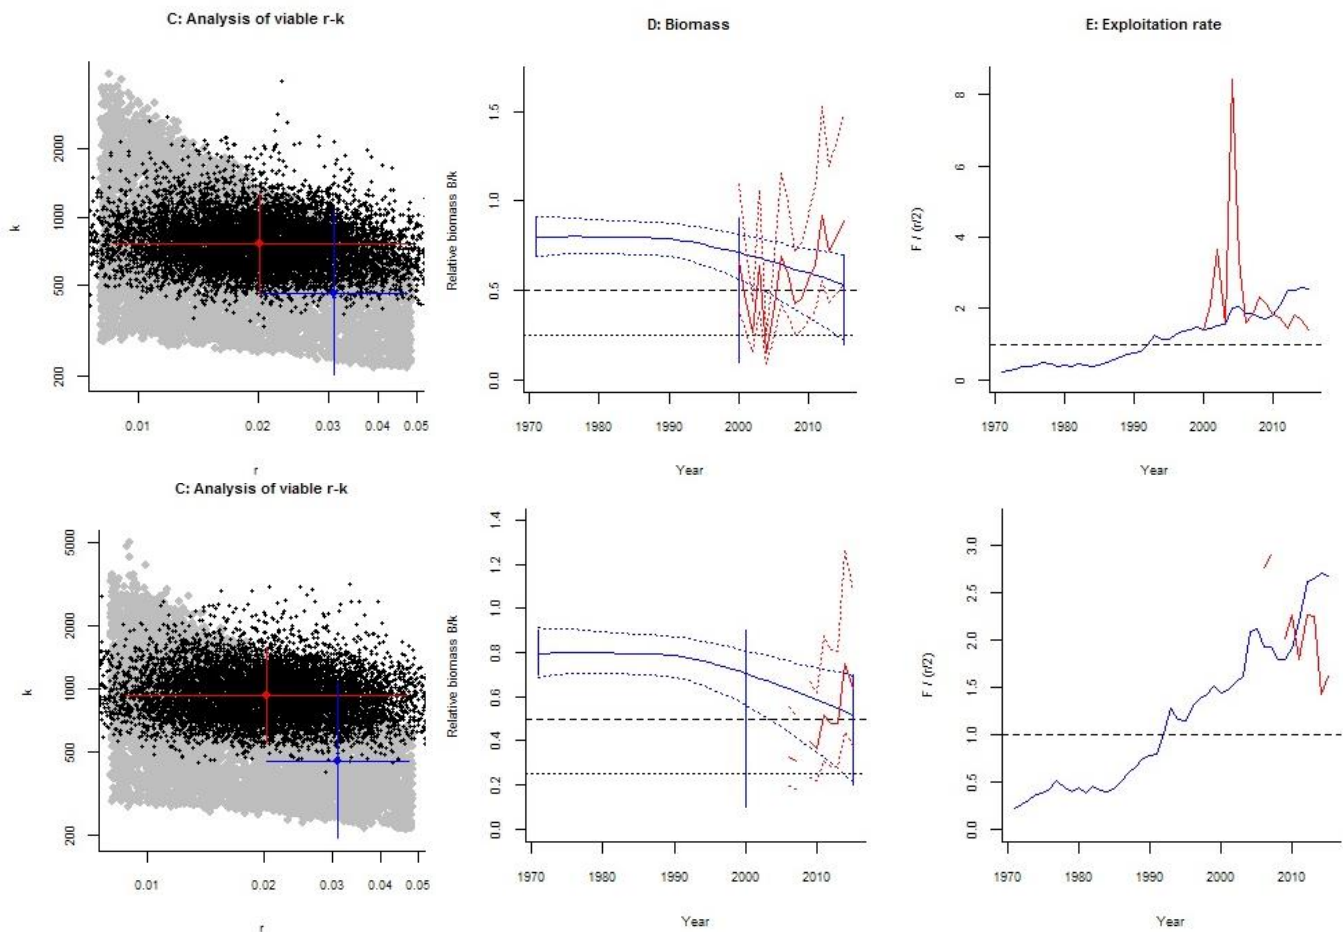 C: Analysis of viable r-k
D: Biomass
E: Exploitation rate
k
2000
1000
500
200
0.01 0.02 0.03 0.04 0.05
r
Relative biomass B/k
1.5
1.0
0.5
0.0
1970 1980 1990 2000 2010
Year
F / (r/2)
8
6
4
2
0
1970 1980 1990 2000 2010
Year
C: Analysis of viable r-k
k
5000
2000
1000
500
200
0.01 0.02 0.03 0.04 0.05
r
Relative biomass B/k
1.4
1.2
1.0
0.8
0.6
0.4
0.2
0.0
1970 1980 1990 2000 2010
Year
F / (r/2)
3.0
2.5
2.0
1.5
1.0
0.5
0.0
1970 1980 1990 2000 2010
Year